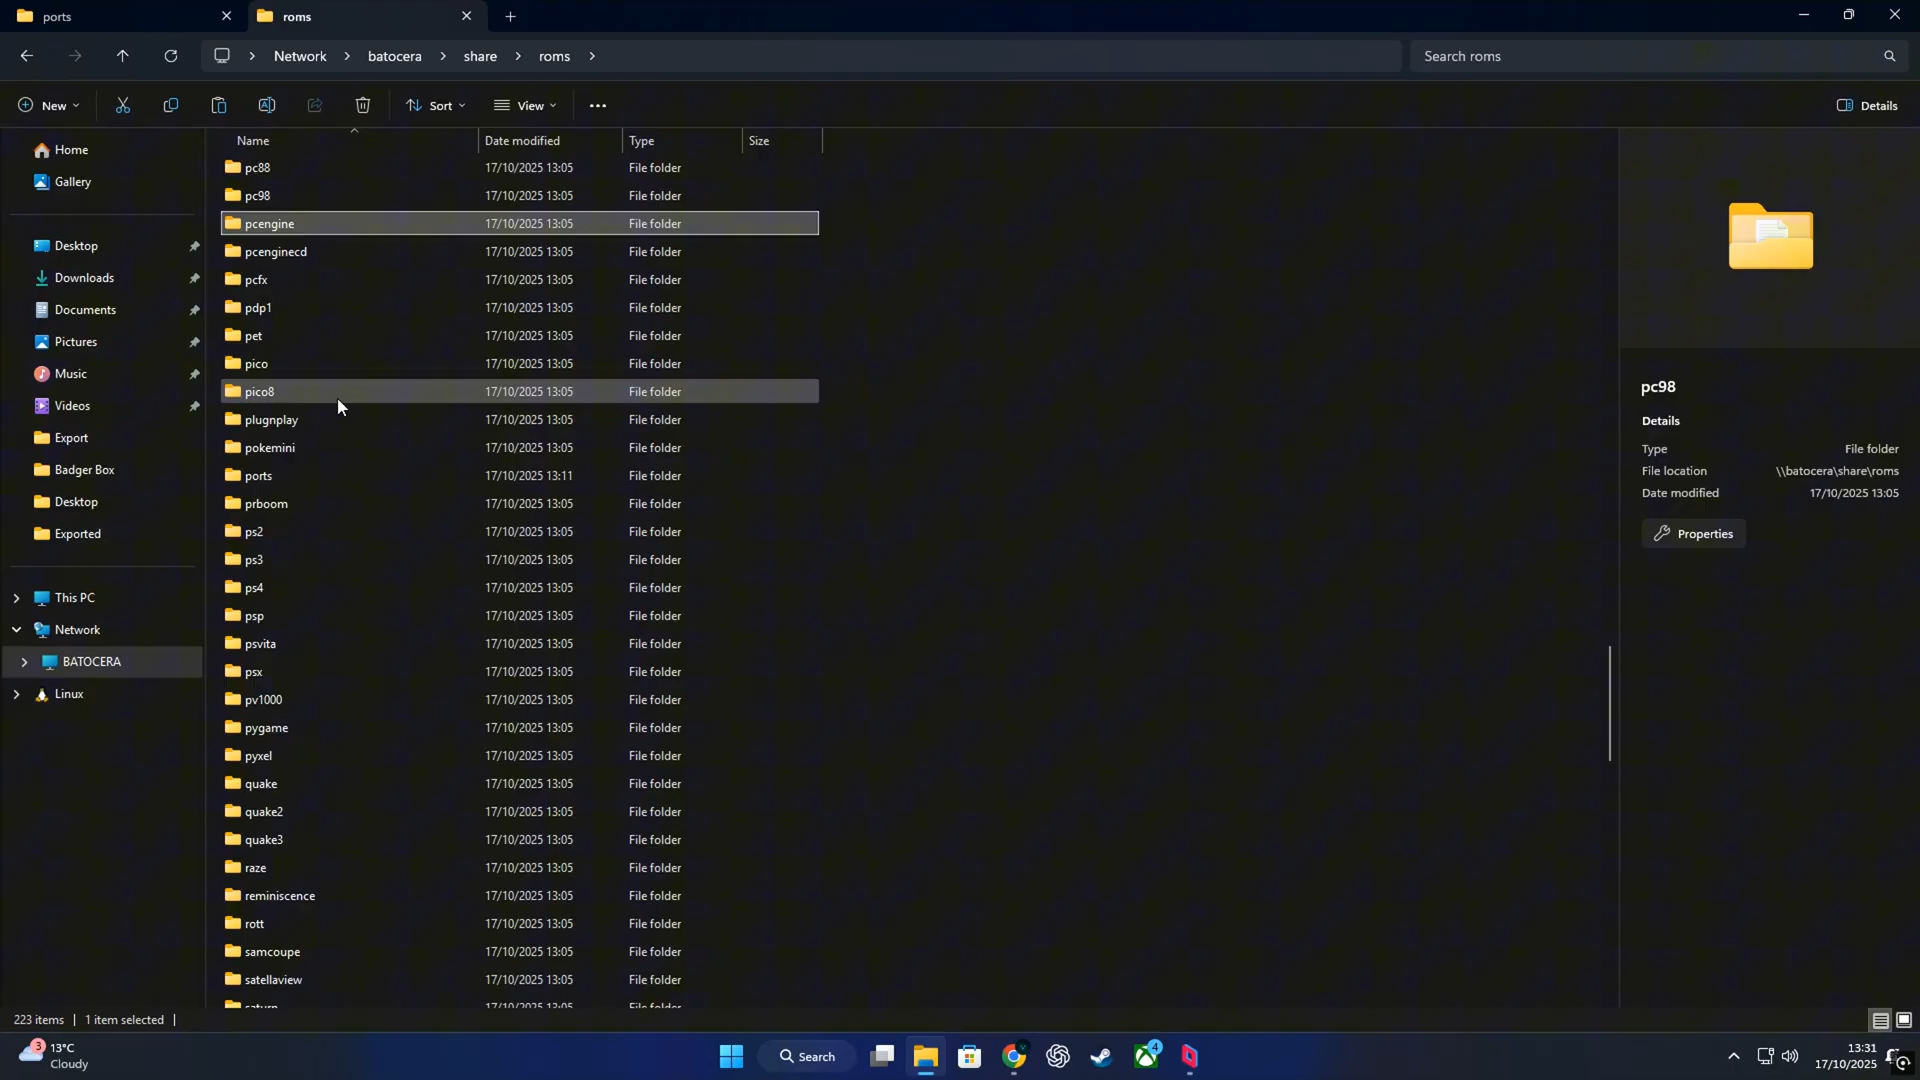 ports
roms
Network
batocera
share
roms
Search roms
New
Sort
View
Details
Home
Gallery
Desktop
Downloads
Documents
Pictures
Music
Videos
Export
Badger Box
Desktop
Exported
This PC
Network
BATOCERA
Linux
Name Date modified Type Size
pc88 17/10/2025 13:05 File folder
pc98 17/10/2025 13:05 File folder
pcengine 17/10/2025 13:05 File folder
pcenginecd 17/10/2025 13:05 File folder
pcfx 17/10/2025 13:05 File folder
pdp1 17/10/2025 13:05 File folder
pet 17/10/2025 13:05 File folder
pico 17/10/2025 13:05 File folder
pico8 17/10/2025 13:05 File folder
plugnplay 17/10/2025 13:05 File folder
pokemini 17/10/2025 13:05 File folder
ports 17/10/2025 13:11 File folder
prboom 17/10/2025 13:05 File folder
ps2 17/10/2025 13:05 File folder
ps3 17/10/2025 13:05 File folder
ps4 17/10/2025 13:05 File folder
psp 17/10/2025 13:05 File folder
psvita 17/10/2025 13:05 File folder
psx 17/10/2025 13:05 File folder
pv1000 17/10/2025 13:05 File folder
pygame 17/10/2025 13:05 File folder
pyxel 17/10/2025 13:05 File folder
quake 17/10/2025 13:05 File folder
quake2 17/10/2025 13:05 File folder
quake3 17/10/2025 13:05 File folder
raze 17/10/2025 13:05 File folder
reminiscence 17/10/2025 13:05 File folder
rott 17/10/2025 13:05 File folder
samcoupe 17/10/2025 13:05 File folder
satellaview 17/10/2025 13:05 File folder
saturn 17/10/2025 13:05 File folder
pc98
Details
Type File folder
File location \\batocera\share\roms
Date modified 17/10/2025 13:05
Properties
223 items 1 item selected
3
13°C
Cloudy
Search
4
13:31
17/10/2025